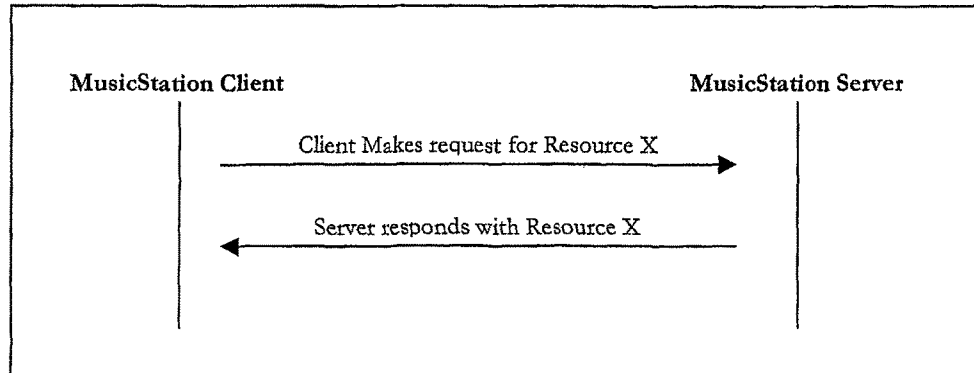 MusicStation Client
MusicStation Server
Client Makes request for Resource X
Server responds with Resource X